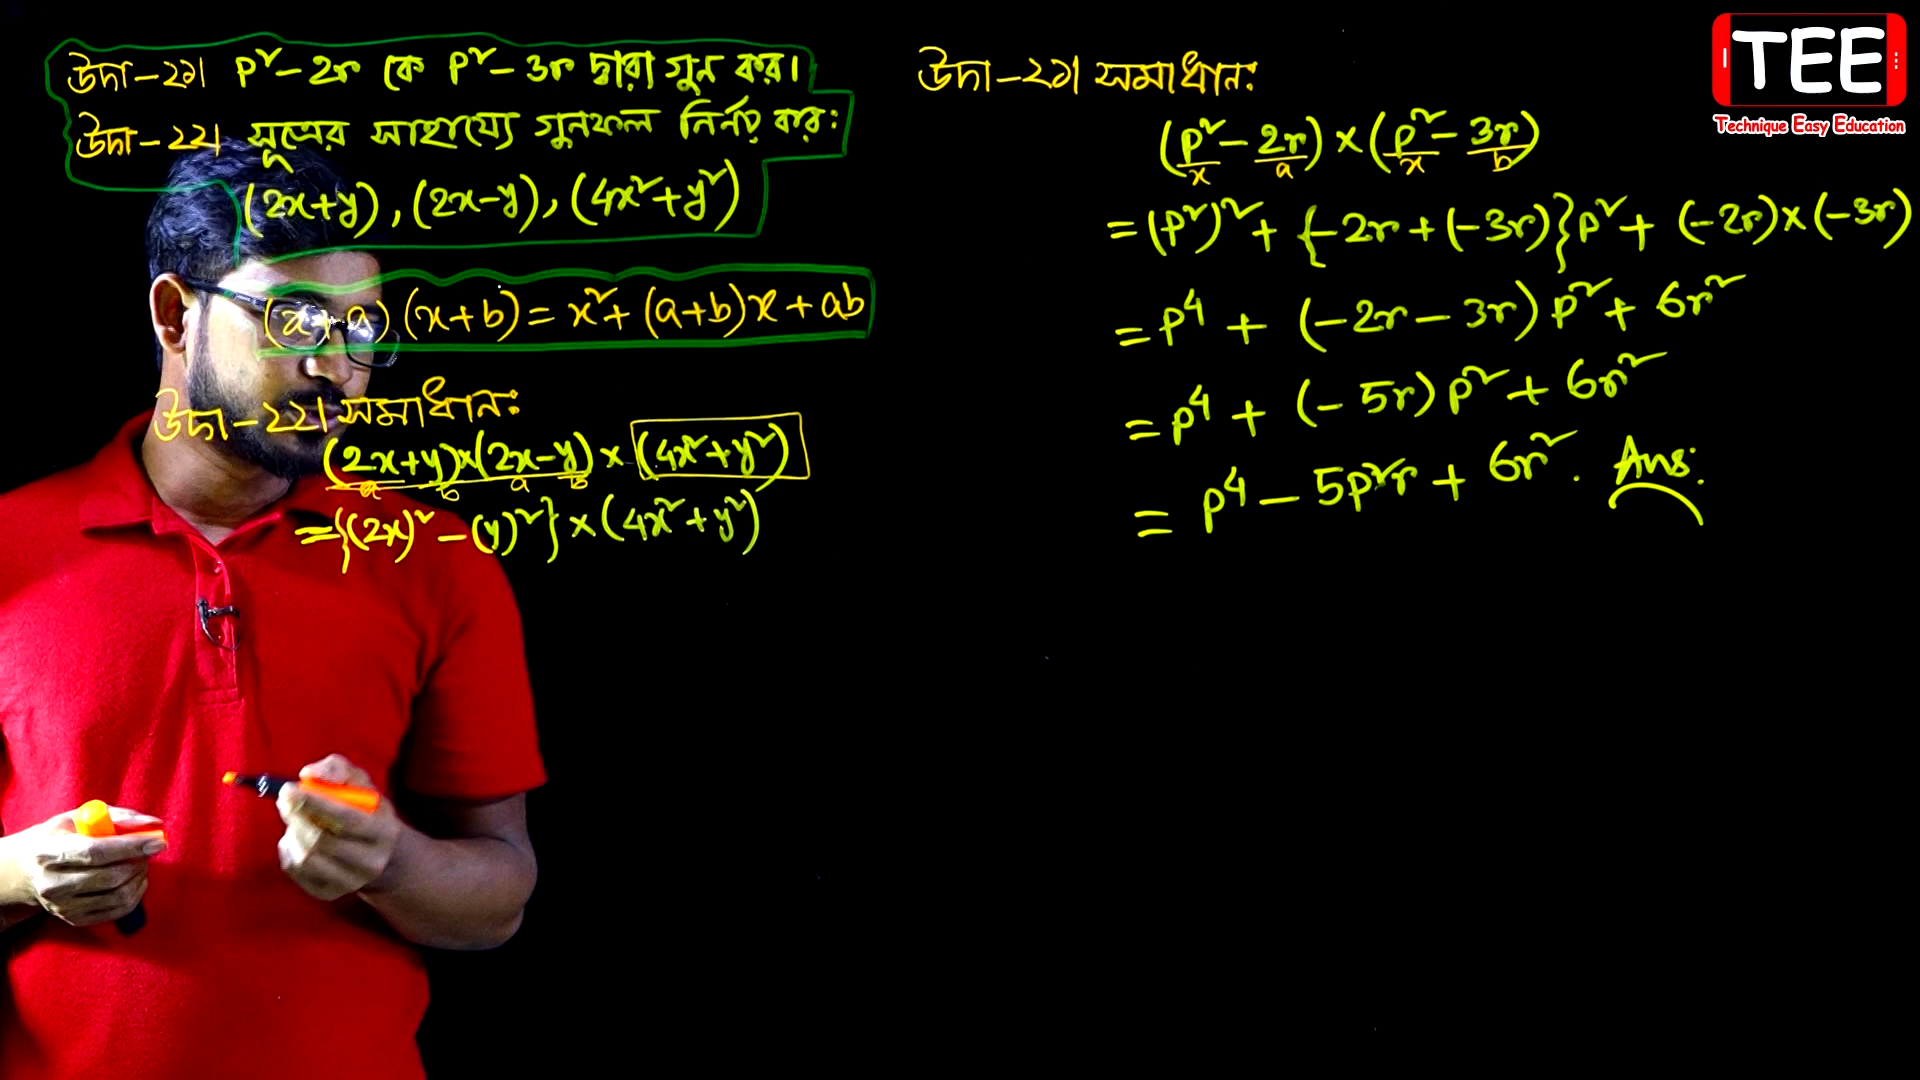 উদা-২১। p² - 2r কে p² - 3r দ্বারা গুন কর।
উদা-২২। সূত্রের সাহায্যে গুনফল নির্নয় কর:
(2x+y), (2x-y), (4x²+y²)
(x+a)(x+b) = x² + (a+b)x + ab
উদা-২২। সমাধান:
(2x+y)×(2x-y) × (4x²+y²)
a b a b
= {(2x)² - (y)²} × (4x²+y²)
উদা-২১। সমাধান:
(p² - 2r) × (p² - 3r)
x a x b
= (p²)² + {-2r + (-3r)}p² + (-2r)×(-3r)
= p⁴ + (-2r - 3r) p² + 6r²
= p⁴ + (-5r) p² + 6r²
= p⁴ - 5p²r + 6r². Ans:
TEE
Technique Easy Education